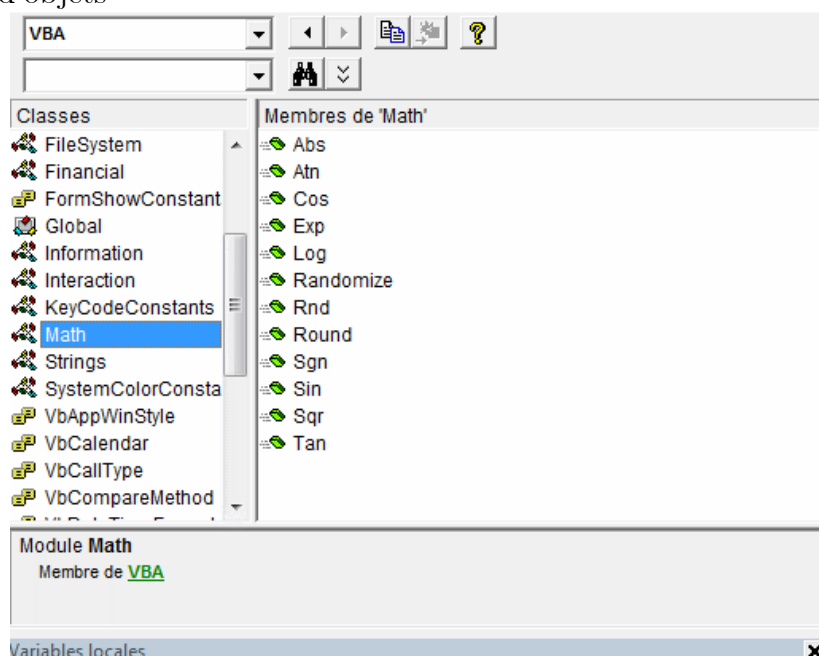 objets
VBA
Classes
FileSystem
Financial
FormShowConstant
Global
Information
Interaction
KeyCodeConstants
Math
Strings
SystemColorConsta
VbAppWinStyle
VbCalendar
VbCallType
VbCompareMethod
Membres de 'Math'
Abs
Atn
Cos
Exp
Log
Randomize
Rnd
Round
Sgn
Sin
Sqr
Tan
Module Math
Membre de VBA
Variables locales